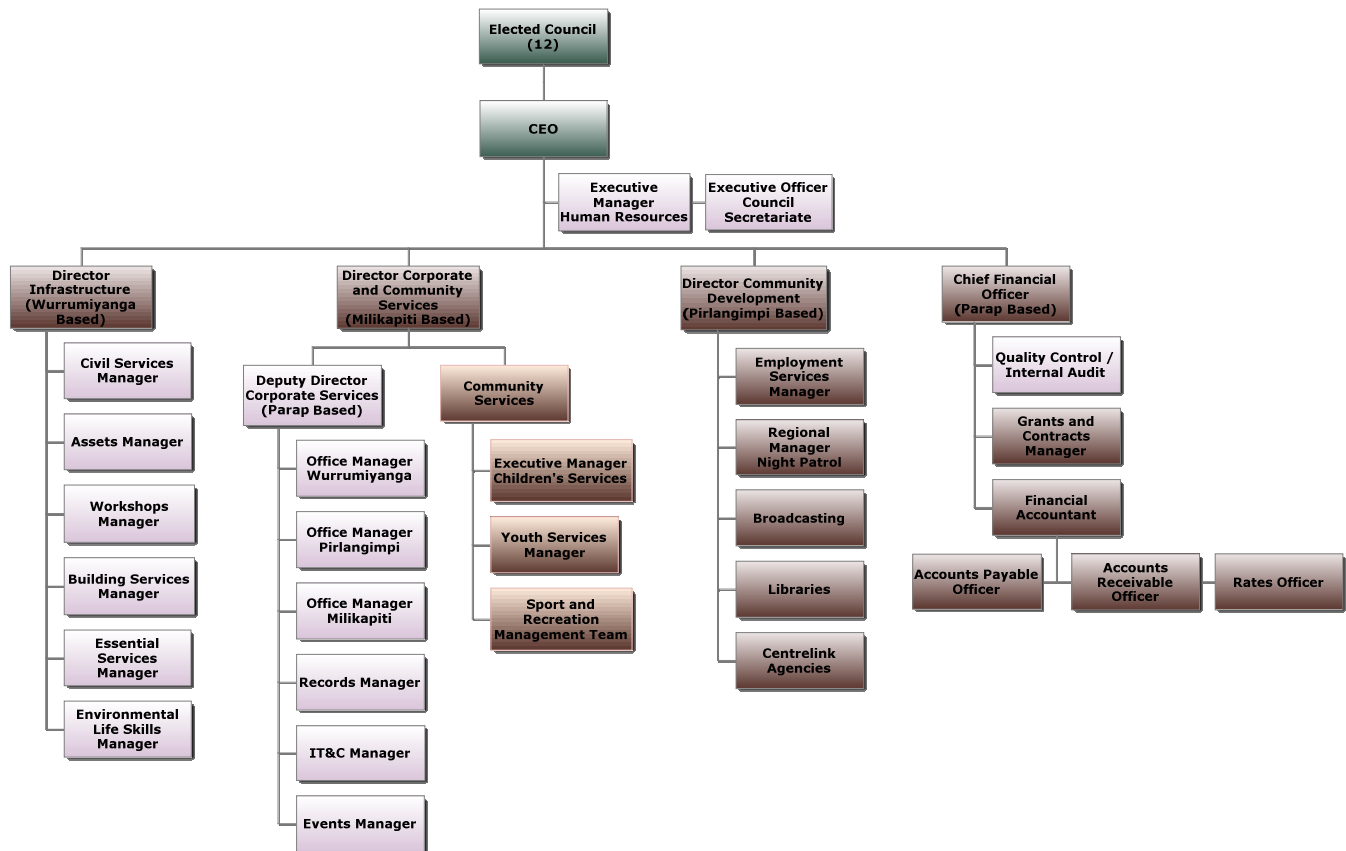 Elected Council
(12)
CEO
Executive
Manager
Human Resources
Executive Officer
Council
Secretariate
Director
Infrastructure
(Wurrumiyanga
Based)
Civil Services
Manager
Assets Manager
Workshops
Manager
Building Services
Manager
Essential
Services
Manager
Environmental
Life Skills
Manager
Director Corporate
and Community
Services
(Milikapiti Based)
Deputy Director
Corporate Services
(Parap Based)
Office Manager
Wurrumiyanga
Office Manager
Pirlangimpi
Office Manager
Milikapiti
Records Manager
IT&C Manager
Events Manager
Community
Services
Executive Manager
Children's Services
Youth Services
Manager
Sport and
Recreation
Management Team
Director Community
Development
(Pirlangimpi Based)
Employment
Services
Manager
Regional
Manager
Night Patrol
Broadcasting
Libraries
Centrelink
Agencies
Chief Financial
Officer
(Parap Based)
Quality Control /
Internal Audit
Grants and
Contracts
Manager
Financial
Accountant
Accounts Payable
Officer
Accounts
Receivable
Officer
Rates Officer